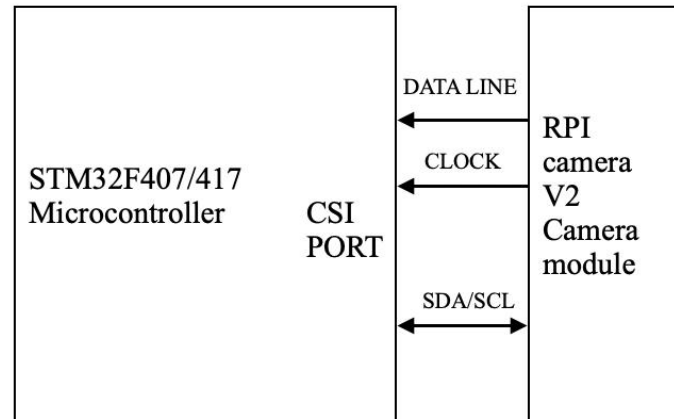 STM32F407/417
Microcontroller
CSI
PORT
DATA LINE
CLOCK
SDA/SCL
RPI
camera
V2
Camera
module